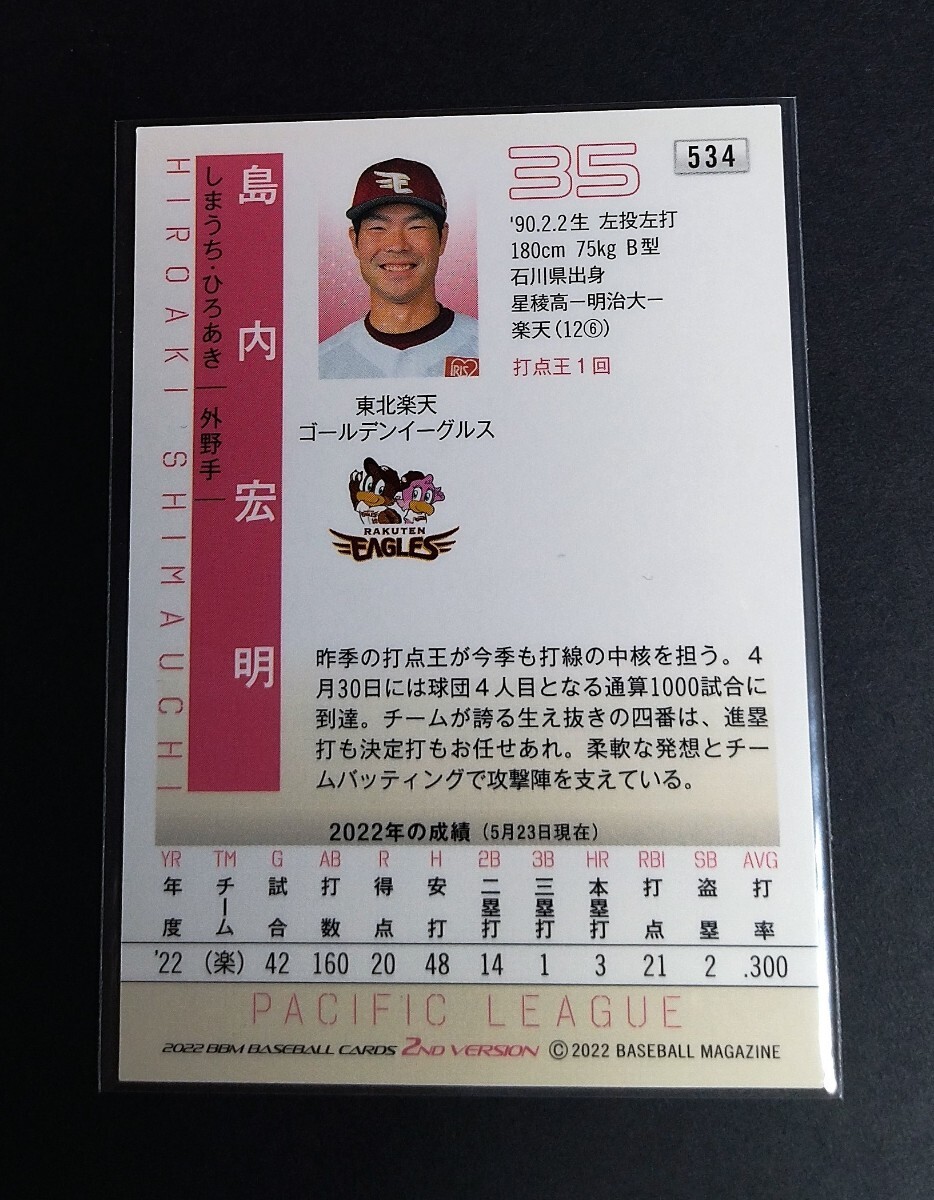 HIROAKI SHIMAUCHI
しまうち・ひろあき 外野手
島内宏明
35
534
'90.2.2生 左投左打
180cm 75kg B型
石川県出身
星稜高ー明治大ー
楽天(12⑥)
打点王1回
IRIS
東北楽天
ゴールデンイーグルス
RAKUTEN
EAGLES
昨季の打点王が今季も打線の中核を担う。4
月30日には球団4人目となる通算1000試合に
到達。チームが誇る生え抜きの四番は、進塁
打も決定打もお任せあれ。柔軟な発想とチー
ムバッティングで攻撃陣を支えている。
2022年の成績(5月23日現在)
YR TM G AB R H 2B 3B HR RBI SB AVG
年度 チーム 試合 打数 得点 安打 二塁打 三塁打 本塁打 打点 盗塁 打率
'22 (楽) 42 160 20 48 14 1 3 21 2 .300
PACIFIC LEAGUE
2022 BBM BASEBALL CARDS 2ND VERSION ©2022 BASEBALL MAGAZINE